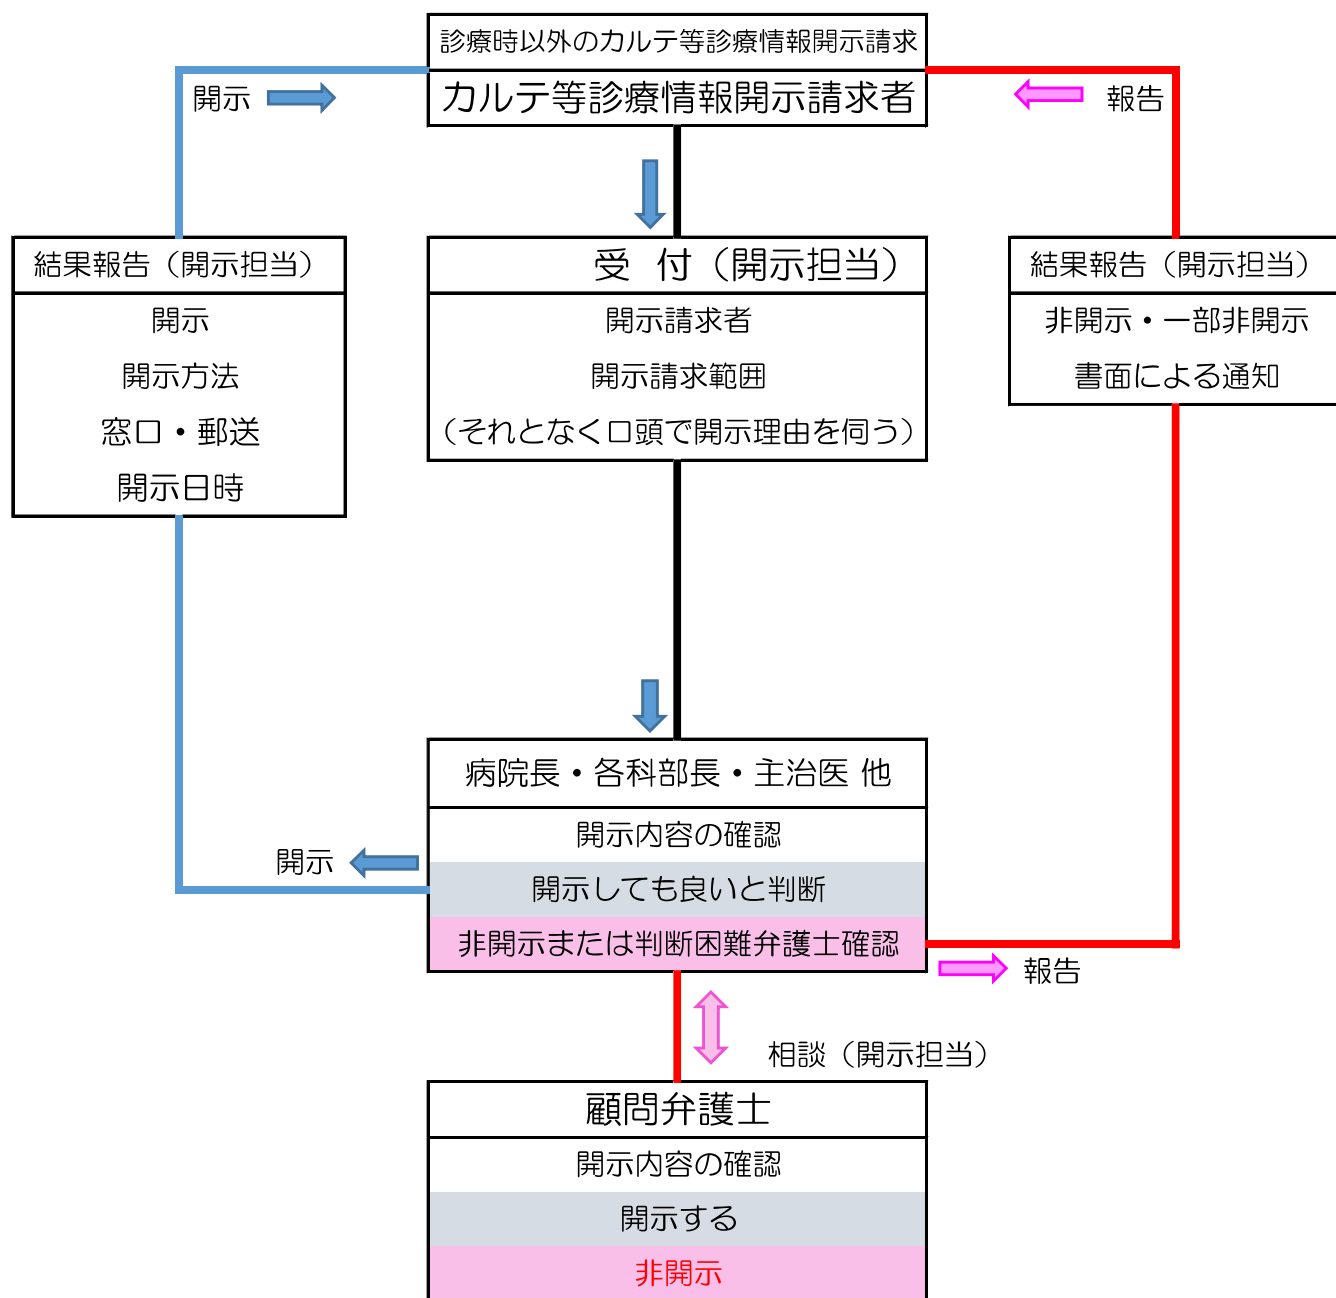 診療時以外のカルテ等診療情報開示請求
カルテ等診療情報開示請求者
開示
報告
結果報告（開示担当）
開示
開示方法
窓口・郵送
開示日時
受 付（開示担当）
開示請求者
開示請求範囲
（それとなく口頭で開示理由を伺う）
結果報告（開示担当）
非開示・一部非開示
書面による通知
病院長・各科部長・主治医 他
開示内容の確認
開示しても良いと判断
非開示または判断困難弁護士確認
開示
報告
相談（開示担当）
顧問弁護士
開示内容の確認
開示する
非開示